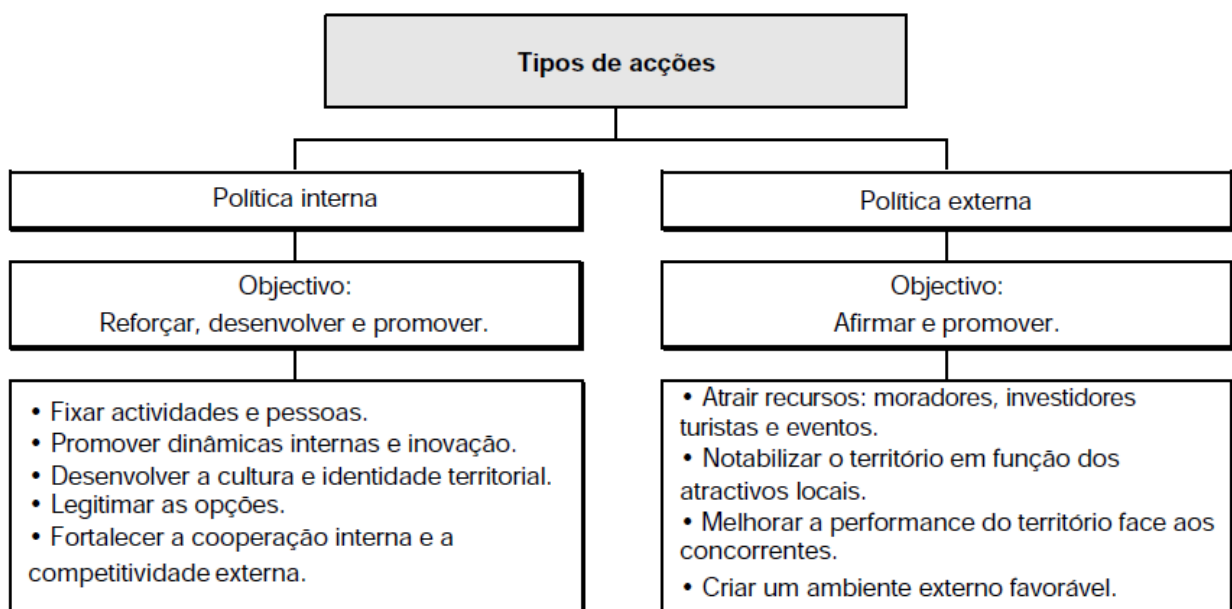 Tipos de acções
Política interna
Objectivo:
Reforçar, desenvolver e promover.
• Fixar actividades e pessoas.
• Promover dinâmicas internas e inovação.
• Desenvolver a cultura e identidade territorial.
• Legitimar as opções.
• Fortalecer a cooperação interna e a
competitividade externa.
Política externa
Objectivo:
Afirmar e promover.
• Atrair recursos: moradores, investidores
turistas e eventos.
• Notabilizar o território em função dos
atractivos locais.
• Melhorar a performance do território face aos
concorrentes.
• Criar um ambiente externo favorável.